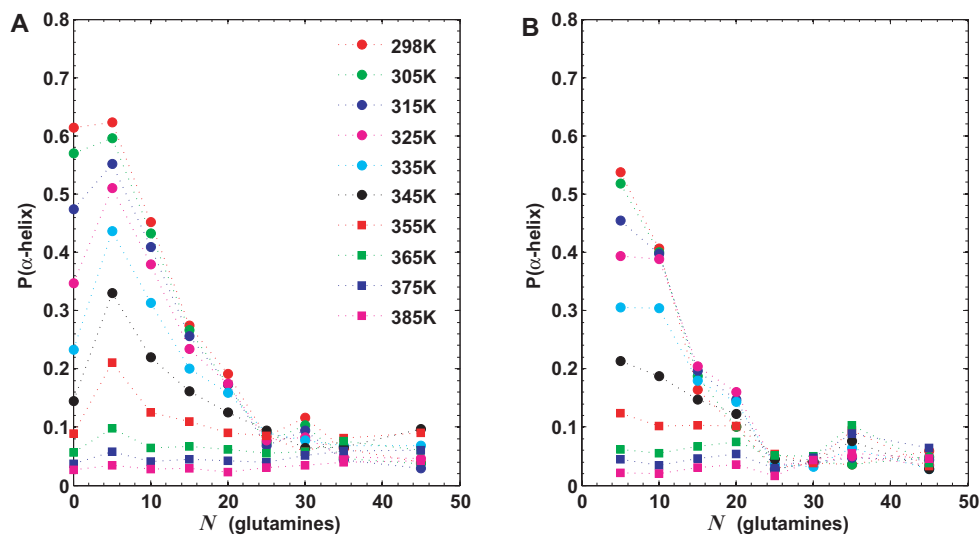 A
0.8
0.7
0.6
0.5
0.4
0.3
0.2
0.1
0
P(α-helix)
298K
305K
315K
325K
335K
345K
355K
365K
375K
385K
0 10 20 30 40 50
N (glutamines)
B
0.8
0.7
0.6
0.5
0.4
0.3
0.2
0.1
0
P(α-helix)
0 10 20 30 40 50
N (glutamines)